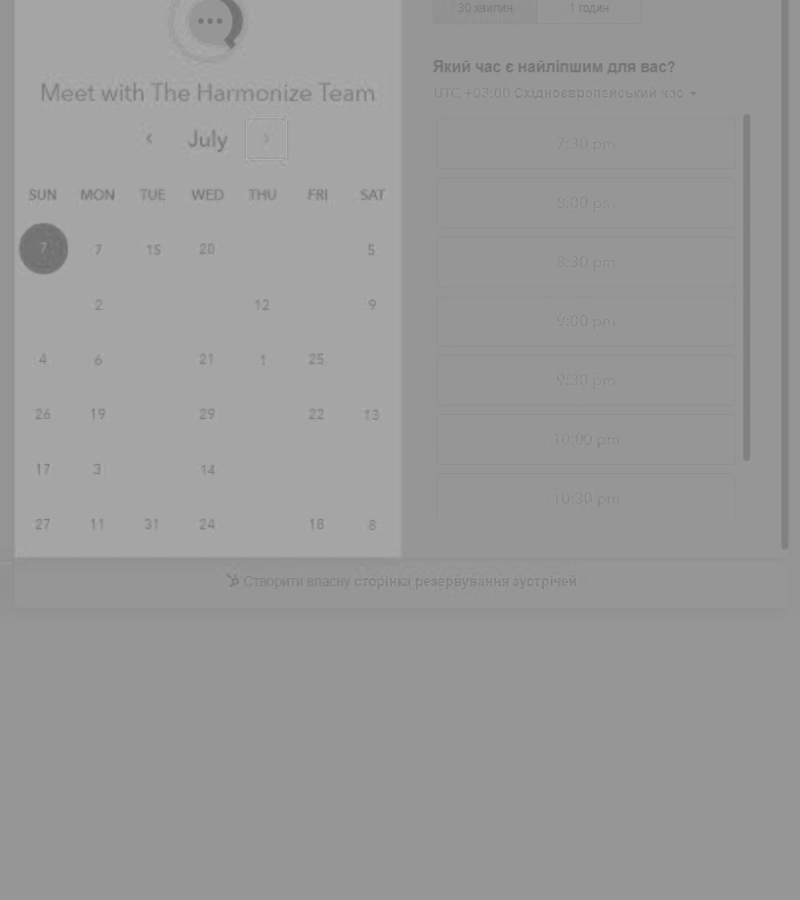 Meet with The Harmonize Team
July
SUN MON TUE WED THU FRI SAT
7 7 15 20 5
2 12 9
4 6 21 1 25
26 19 29 22 13
17 3 14
27 11 31 24 18 8
30 хвилин 1 годин
Який час є найліпшим для вас?
UTC +03:00 Східноєвропейський час
7:30 pm
8:00 pm
8:30 pm
9:00 pm
9:30 pm
10:00 pm
10:30 pm
Створити власну сторінка резервування зустрічей